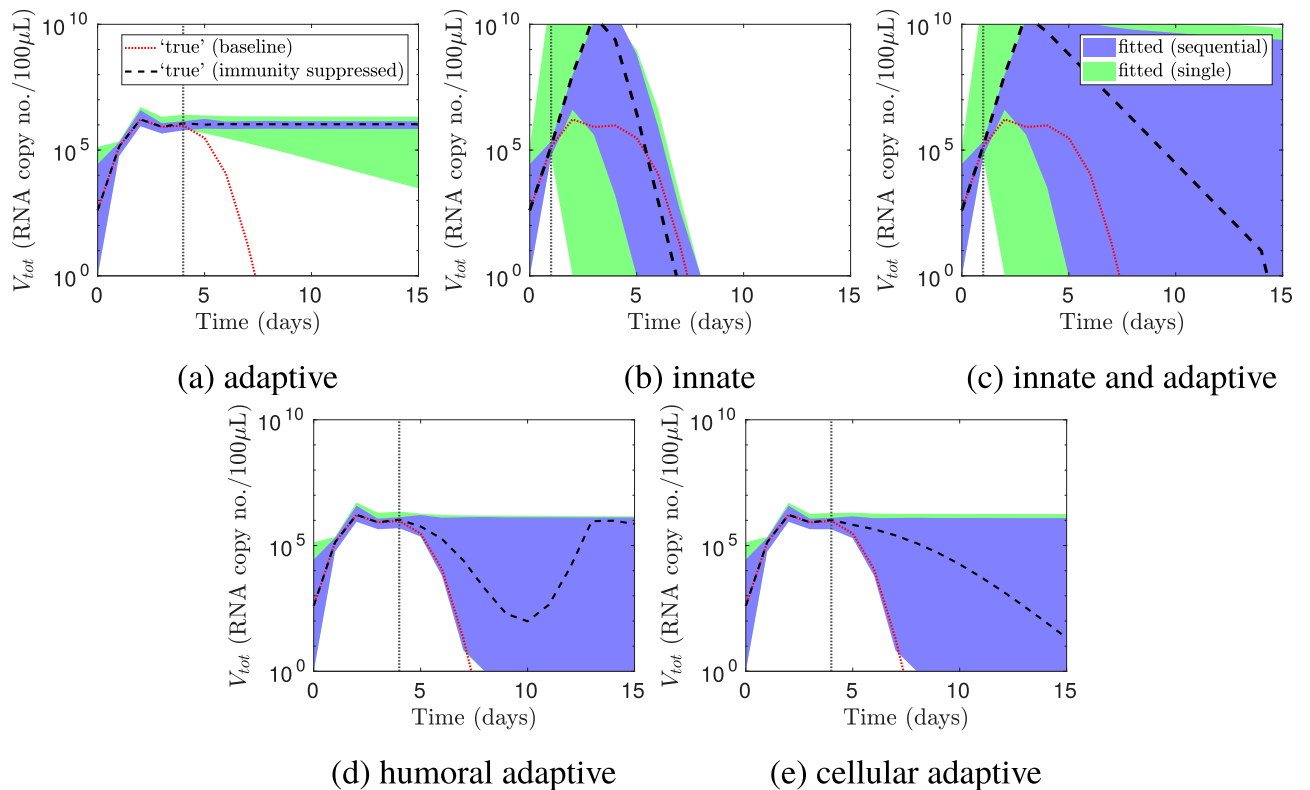 V_tot (RNA copy no./100μL)
10^10
10^5
10^0
0 5 10 15
Time (days)
'true' (baseline)
'true' (immunity suppressed)
(a) adaptive
V_tot (RNA copy no./100μL)
10^10
10^5
10^0
0 5 10 15
Time (days)
(b) innate
V_tot (RNA copy no./100μL)
10^10
10^5
10^0
0 5 10 15
Time (days)
fitted (sequential)
fitted (single)
(c) innate and adaptive
V_tot (RNA copy no./100μL)
10^10
10^5
10^0
0 5 10 15
Time (days)
(d) humoral adaptive
V_tot (RNA copy no./100μL)
10^10
10^5
10^0
0 5 10 15
Time (days)
(e) cellular adaptive